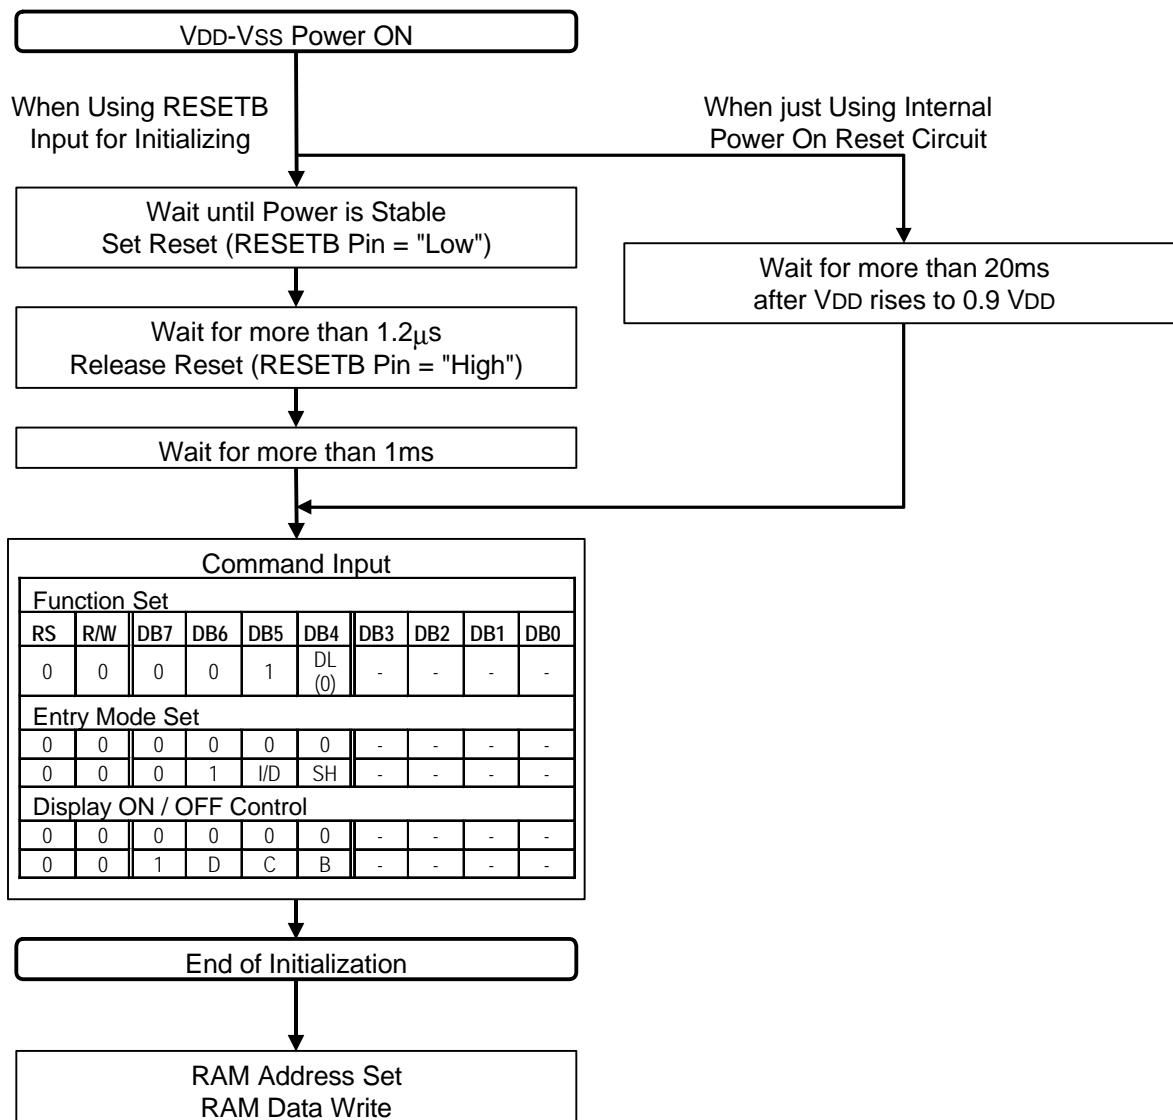 VDD-VSS Power ON
When Using RESETB
Input for Initializing
When just Using Internal
Power On Reset Circuit
Wait until Power is Stable
Set Reset (RESETB Pin = "Low")
Wait for more than 20ms
after VDD rises to 0.9 VDD
Wait for more than 1.2μs
Release Reset (RESETB Pin = "High")
Wait for more than 1ms
Command Input
Function Set
RS R/W DB7 DB6 DB5 DB4 DB3 DB2 DB1 DB0
0 0 0 0 1 DL (0) - - - -
Entry Mode Set
0 0 0 0 0 0 - - - -
0 0 0 1 I/D SH - - - -
Display ON / OFF Control
0 0 0 0 0 0 - - - -
0 0 1 D C B - - - -
End of Initialization
RAM Address Set
RAM Data Write